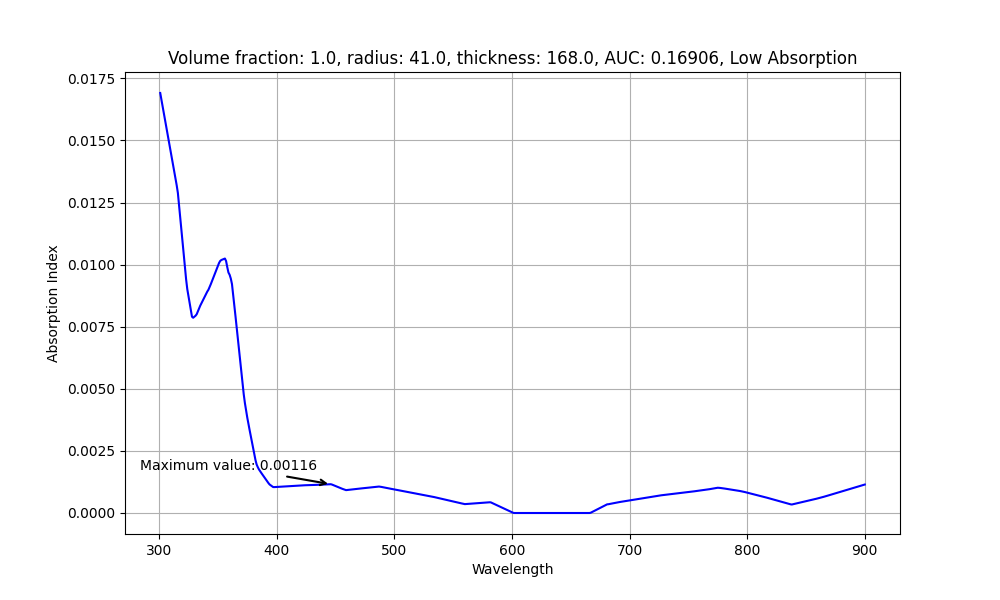 Volume fraction: 1.0, radius: 41.0, thickness: 168.0, AUC: 0.16906, Low Absorption
0.0175
0.0150
0.0125
0.0100
0.0075
0.0050
0.0025
0.0000
Absorption Index
Maximum value: 0.00116
300 400 500 600 700 800 900
Wavelength